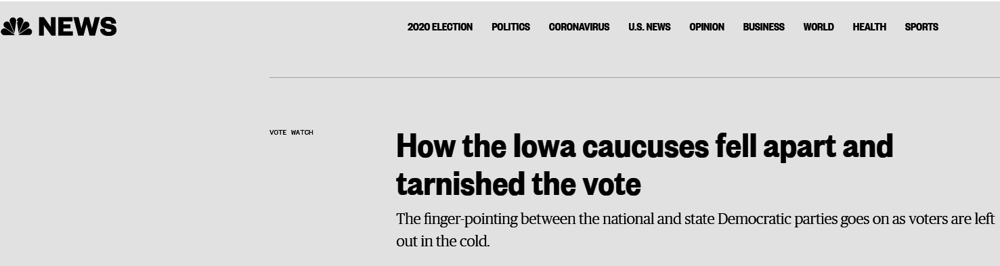 NEWS
2020 ELECTION POLITICS CORONAVIRUS U.S. NEWS OPINION BUSINESS WORLD HEALTH SPORTS
VOTE WATCH
How the Iowa caucuses fell apart and
tarnished the vote
The finger-pointing between the national and state Democratic parties goes on as voters are left
out in the cold.